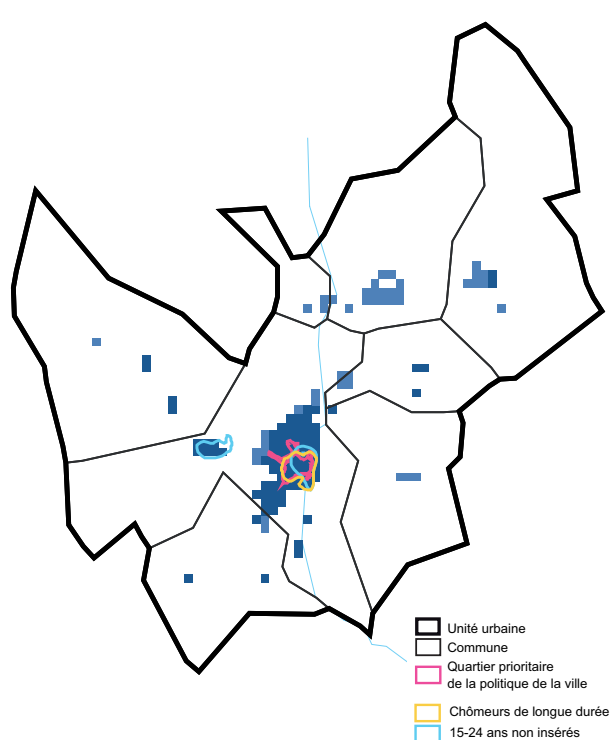 Unité urbaine
Commune
Quartier prioritaire
de la politique de la ville
Chômeurs de longue durée
15-24 ans non insérés